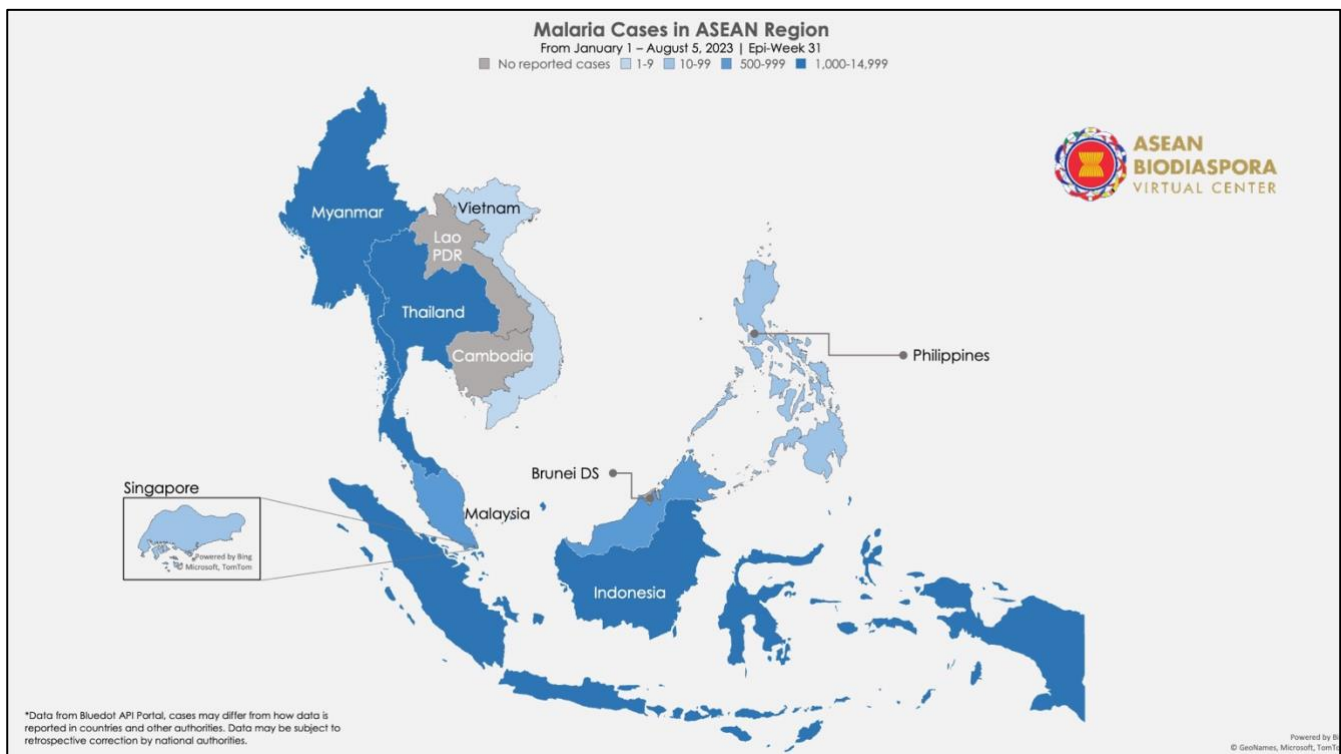 Malaria Cases in ASEAN Region
From January 1 – August 5, 2023 | Epi-Week 31
No reported cases 1-9 10-99 500-999 1,000-14,999
ASEAN
BIODIASPORA
VIRTUAL CENTER
Myanmar
Vietnam
Lao
PDR
Thailand
Cambodia
Philippines
Brunei DS
Singapore
Malaysia
Powered by Bing
© Microsoft, TomTom
Indonesia
*Data from Bluedot API Portal, cases may differ from how data is
reported in countries and other authorities. Data may be subject to
retrospective correction by national authorities.
Powered by Bi
© GeoNames, Microsoft, TomTo